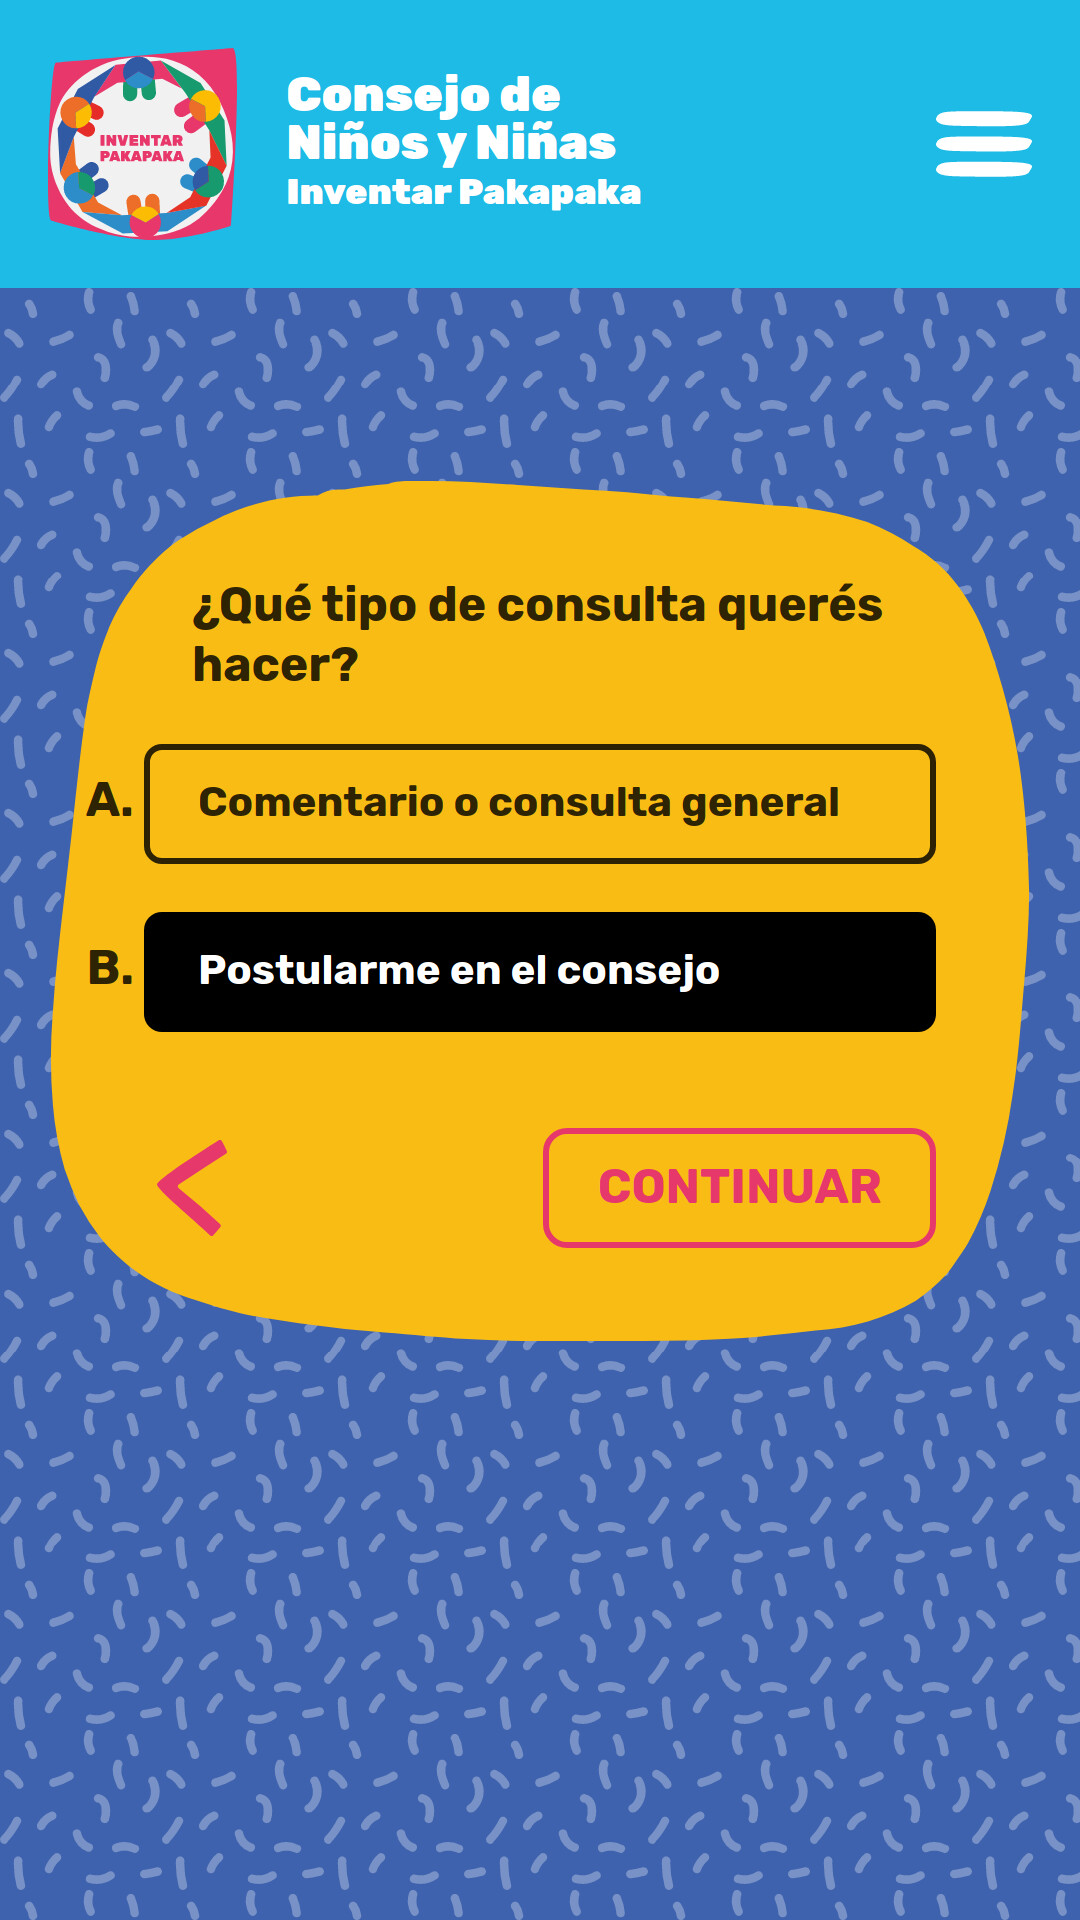 INVENTAR
PAKAPAKA
Consejo de
Niños y Niñas
Inventar Pakapaka
¿Qué tipo de consulta querés
hacer?
A. Comentario o consulta general
B. Postularme en el consejo
CONTINUAR